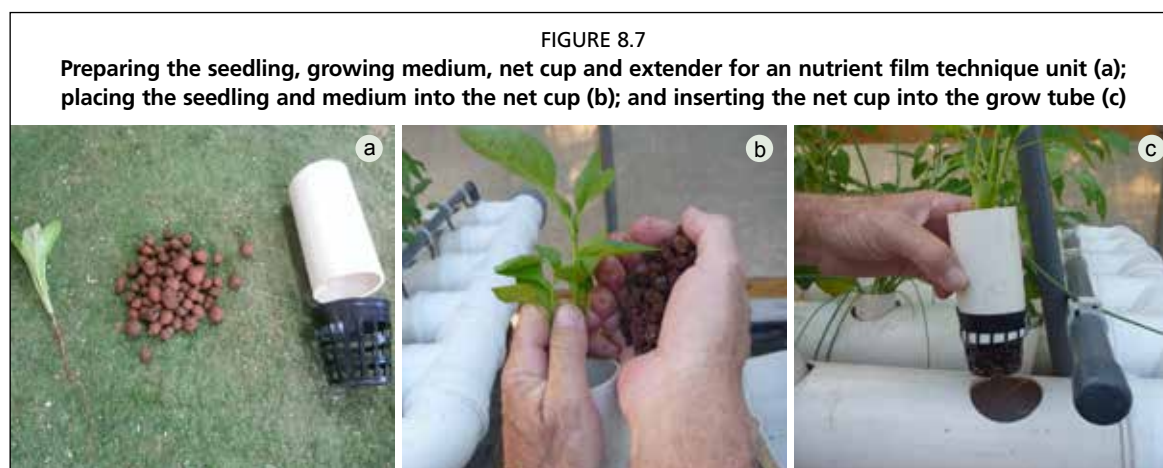 FIGURE 8.7
Preparing the seedling, growing medium, net cup and extender for an nutrient film technique unit (a);
placing the seedling and medium into the net cup (b); and inserting the net cup into the grow tube (c)
a
b
c